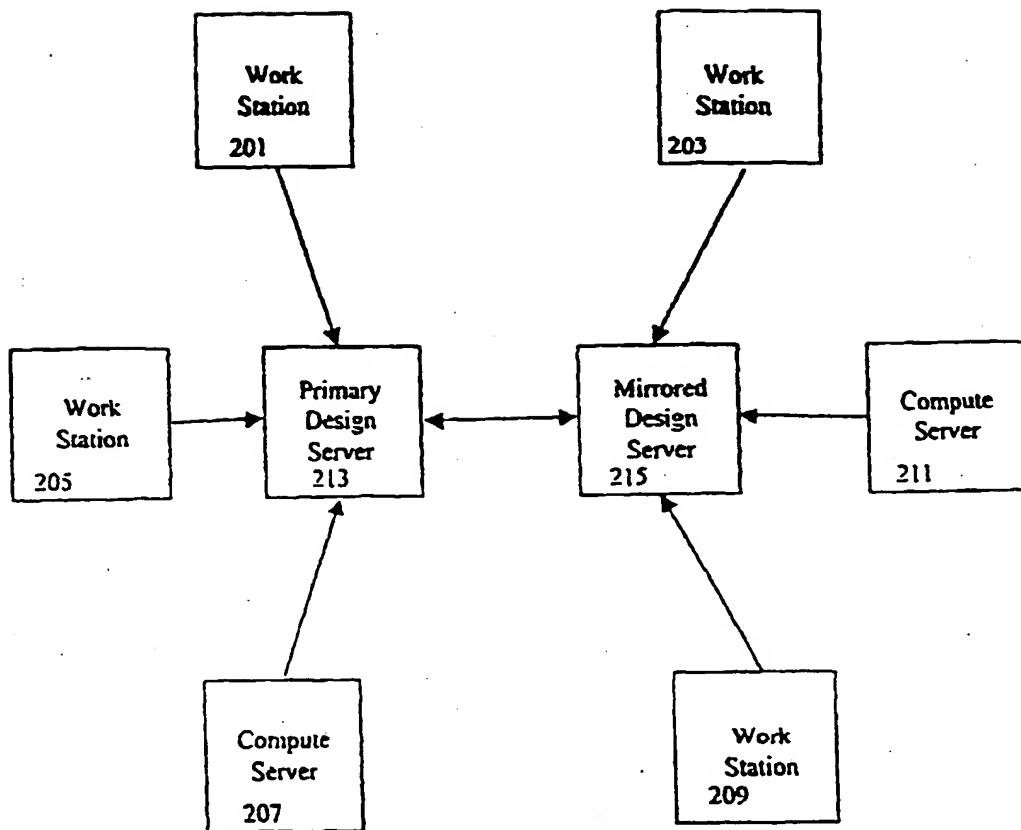 Work
Station
201
Work
Station
203
Work
Station
205
Primary
Design
Server
213
Mirrored
Design
Server
215
Compute
Server
211
Compute
Server
207
Work
Station
209